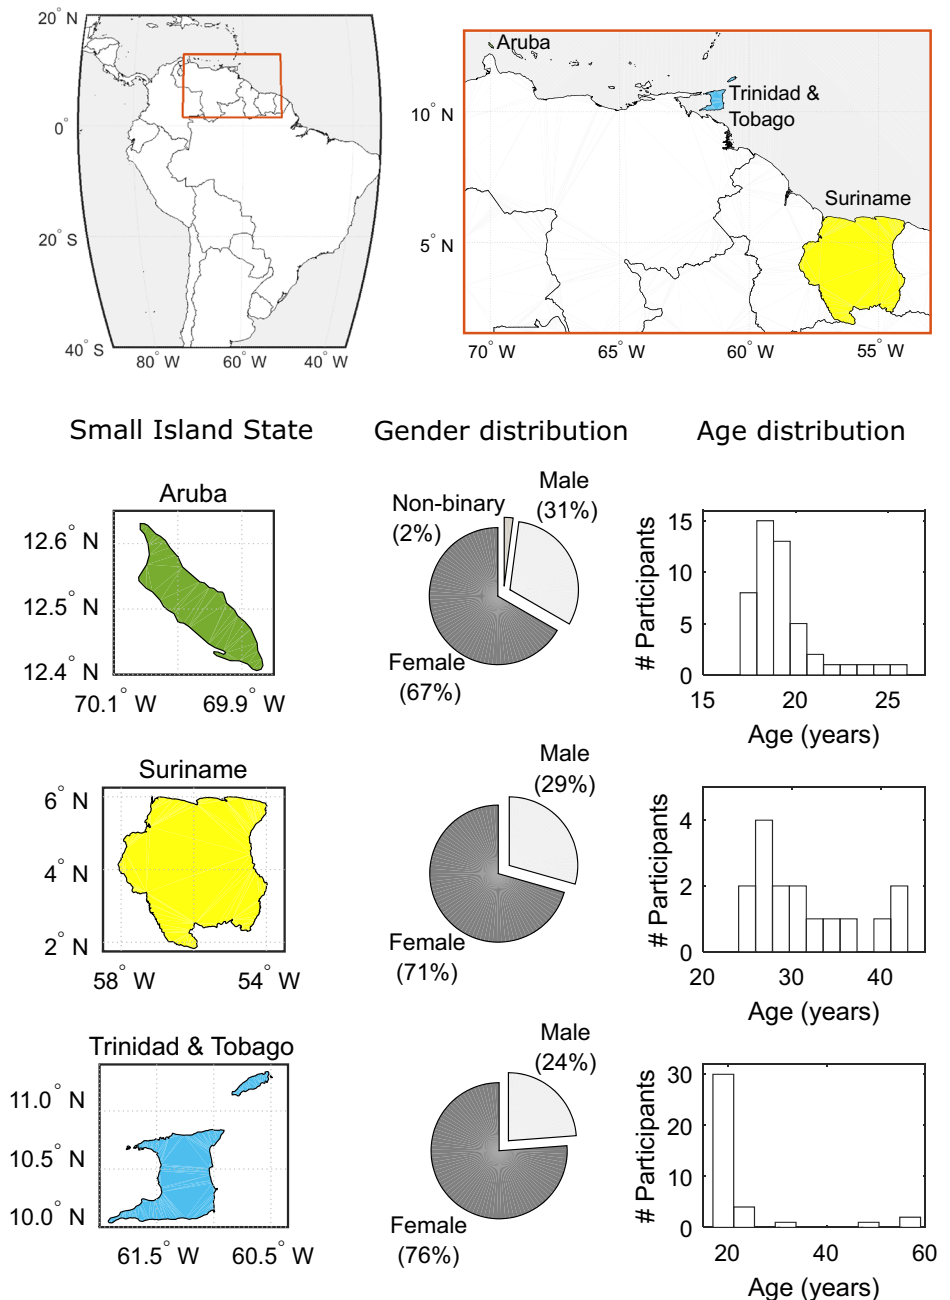 20° N
0°
20° S
40° S
80° W
60° W
40° W
Aruba
Trinidad &
Tobago
Suriname
10° N
5° N
70° W
65° W
60° W
55° W
Small Island State
Gender distribution
Age distribution
Aruba
12.6° N
12.5° N
12.4° N
70.1° W
69.9° W
Non-binary
(2%)
Male
(31%)
Female
(67%)
# Participants
15
10
5
0
15
20
25
Age (years)
Suriname
6° N
4° N
2° N
58° W
54° W
Male
(29%)
Female
(71%)
# Participants
4
2
0
20
30
40
Age (years)
Trinidad & Tobago
11.0° N
10.5° N
10.0° N
61.5° W
60.5° W
Male
(24%)
Female
(76%)
# Participants
30
20
10
0
20
40
60
Age (years)